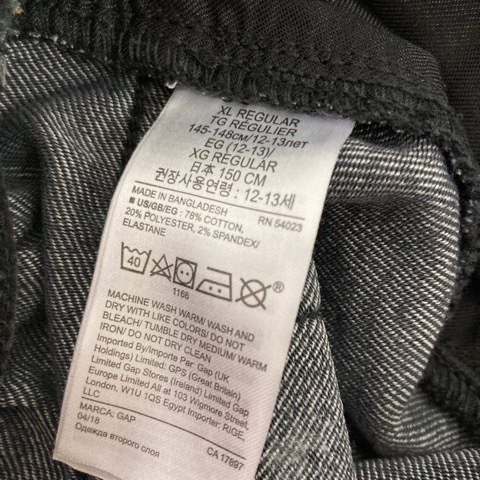 XL REGULAR
TG RÉGULIER
145-148см/12-13лет
EG (12-13)/
XG REGULAR
日本 150 CM
권장사용연령 : 12-13세
MADE IN BANGLADESH RN 54023
■ US/GB/EG : 78% COTTON,
20% POLYESTER, 2% SPANDEX/
ELASTANE
40
1166
MACHINE WASH WARM/ WASH AND
DRY WITH LIKE COLORS/ DO NOT
BLEACH/ TUMBLE DRY MEDIUM/ WARM
IRON/ DO NOT DRY CLEAN
Imported By/Importe Par Gap (UK
Holdings) Limited: GPS (Great Britain)
Limited Gap Stores (Ireland) Limited Gap
Europe Limited All at 103 Wigmore Street,
London, W1U 1QS Egypt Importer: RIGE,
LLC
MARCA: GAP
04/18 CA 17897
Одежда второго слоя